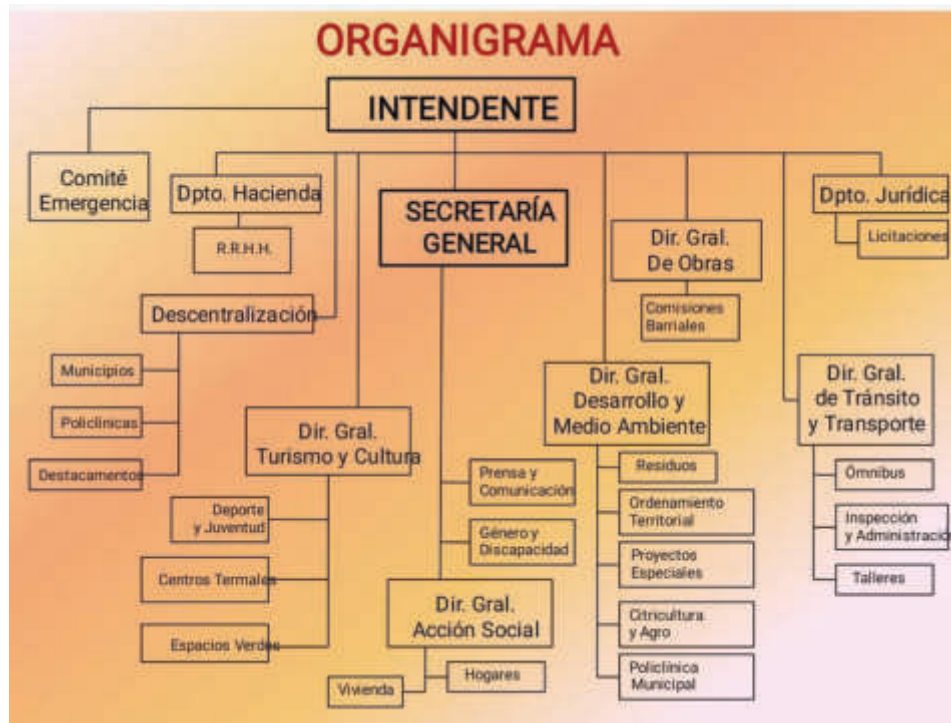 ORGANIGRAMA
INTENDENTE
Comité
Emergencia
Dpto. Hacienda
R.R.H.H.
SECRETARÍA
GENERAL
Dir. Gral.
De Obras
Comisiones
Barriales
Dpto. Jurídica
Licitaciones
Descentralización
Municipios
Policlínicas
Destacamentos
Dir. Gral.
Turismo y Cultura
Deporte
y Juventud
Centros Termales
Espacios Verdes
Prensa y
Comunicación
Género y
Discapacidad
Dir. Gral.
Acción Social
Vivienda
Hogares
Dir. Gral.
Desarrollo y
Medio Ambiente
Residuos
Ordenamiento
Territorial
Proyectos
Especiales
Citricultura
y Agro
Policlínica
Municipal
Dir. Gral.
de Tránsito
y Transporte
Ómnibus
Inspección
y Administració
Talleres